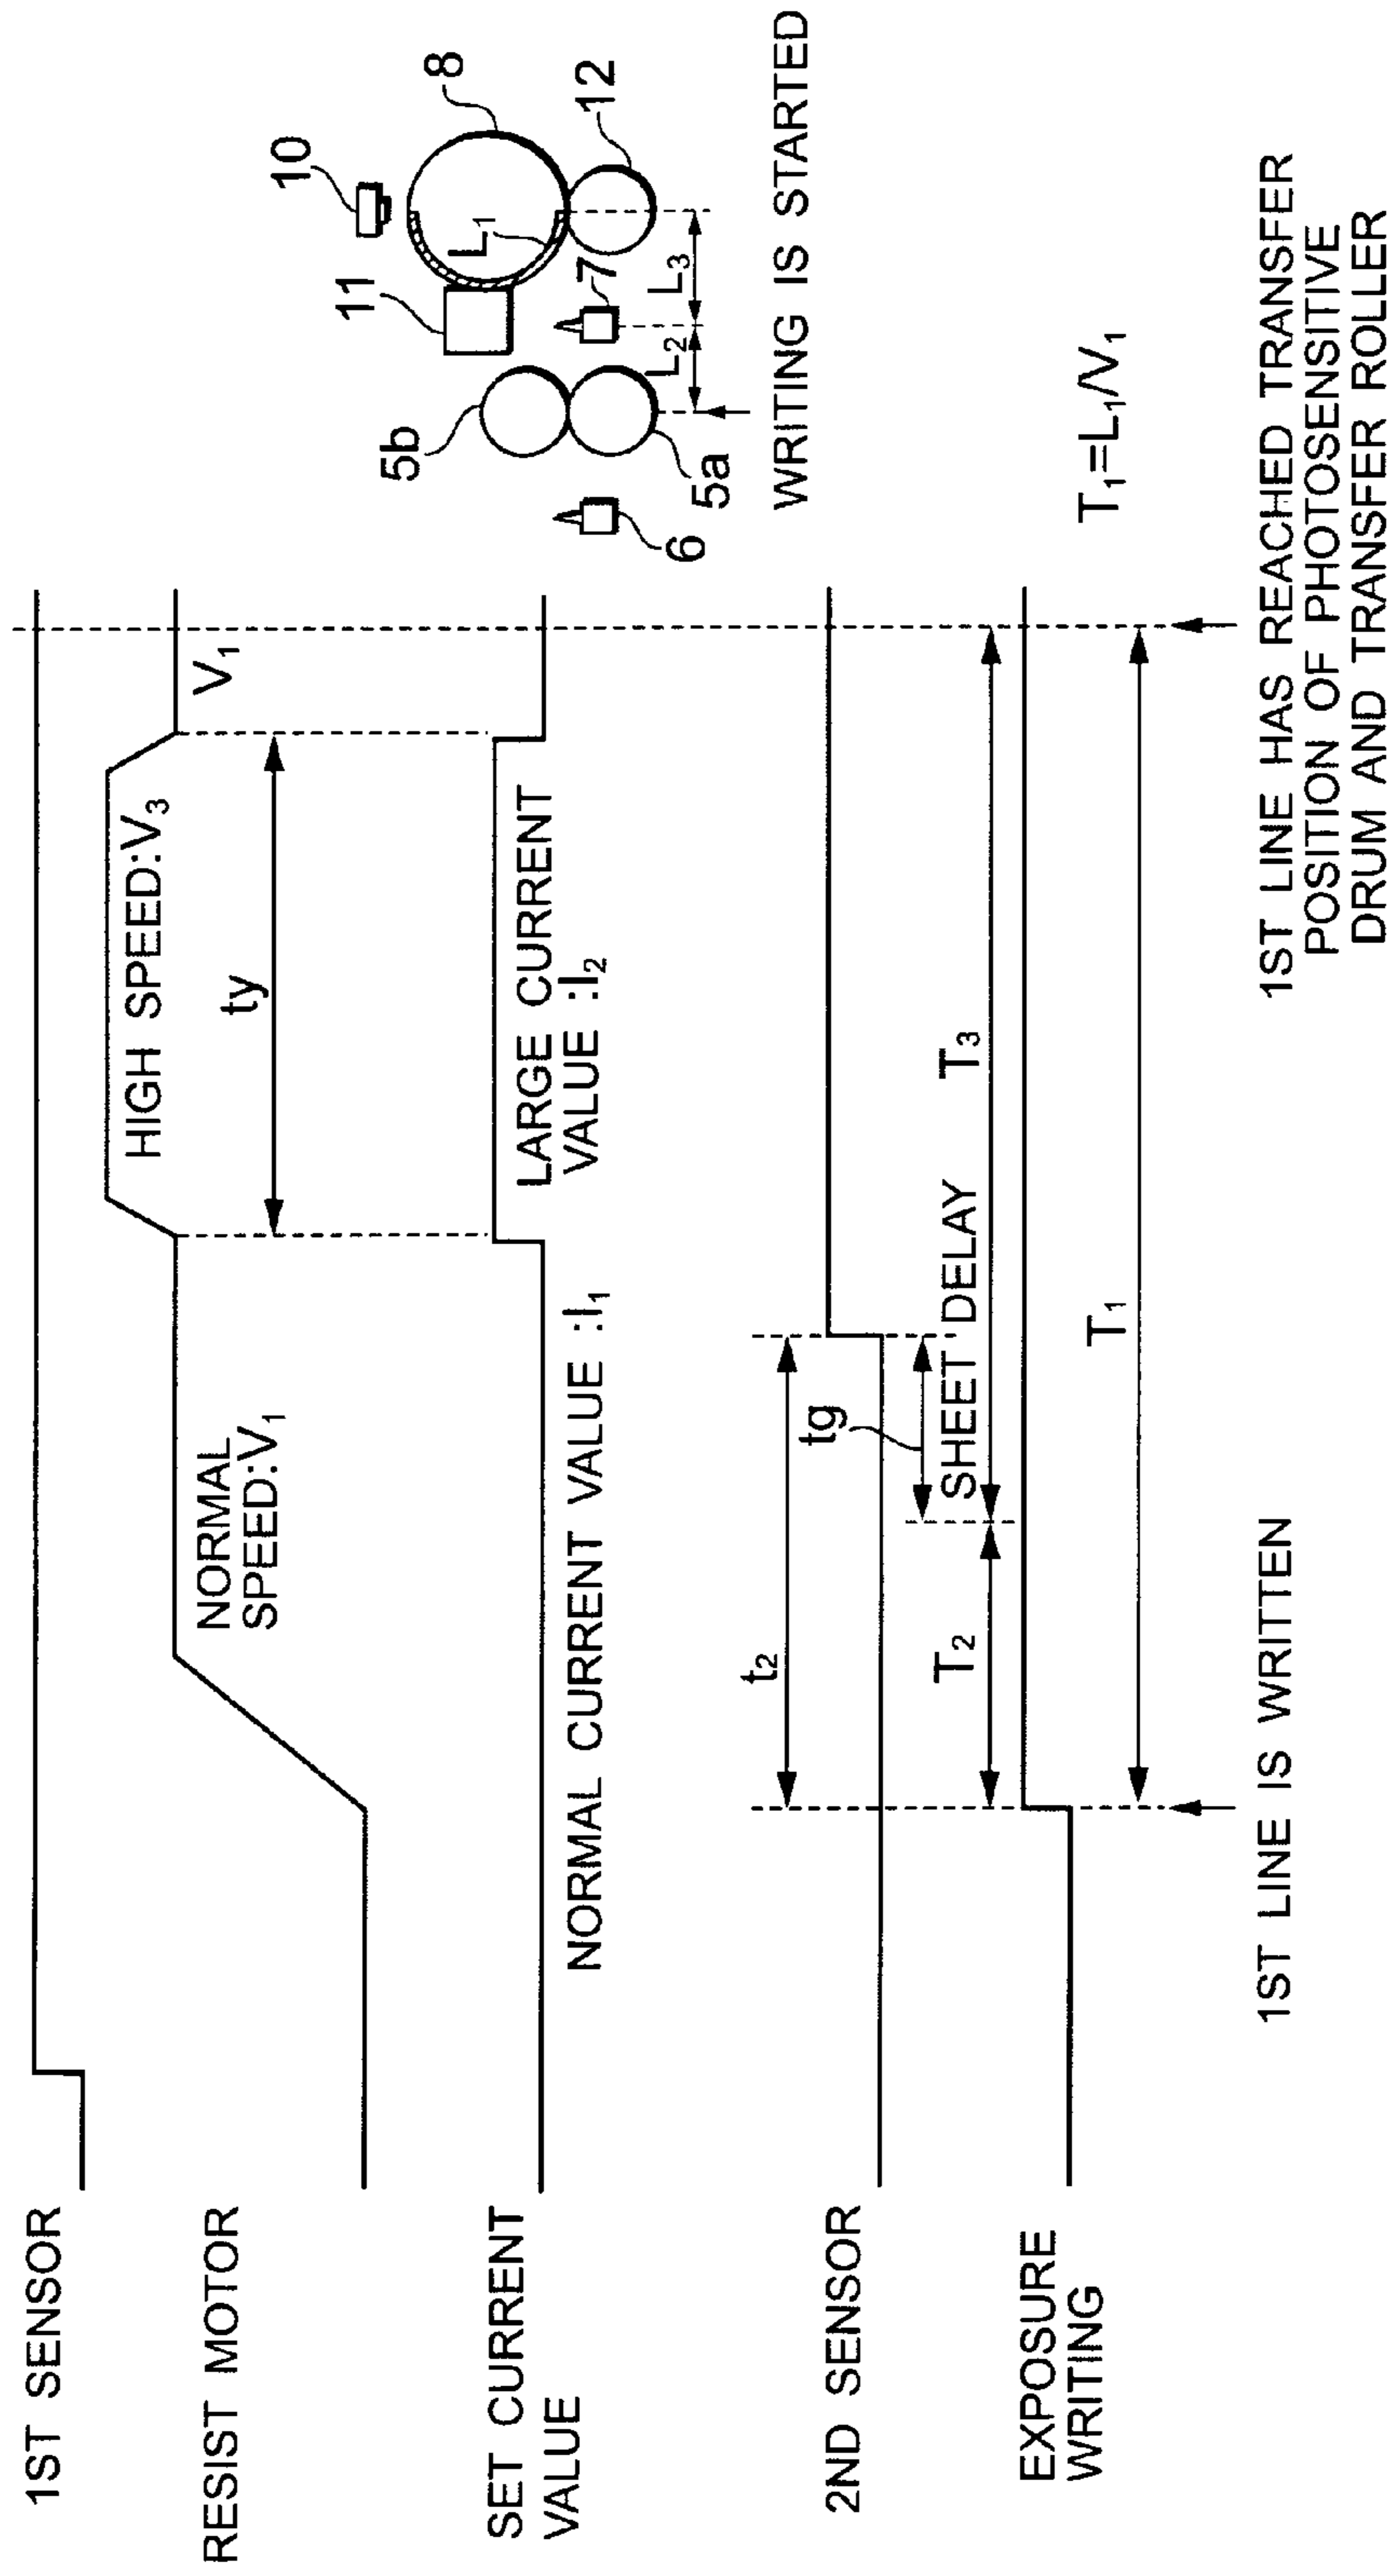 1ST SENSOR
RESIST MOTOR
NORMAL
SPEED:V1
HIGH SPEED:V3
V1
ty
SET CURRENT
VALUE
NORMAL CURRENT VALUE :I1
LARGE CURRENT
VALUE :I2
2ND SENSOR
t2
tg
SHEET DELAY
T2
T3
EXPOSURE
WRITING
T1
1ST LINE IS WRITTEN
1ST LINE HAS REACHED TRANSFER
POSITION OF PHOTOSENSITIVE
DRUM AND TRANSFER ROLLER
T1=L1/V1
10
8
11
L1
12
5b
7
L2
L3
6
5a
WRITING IS STARTED